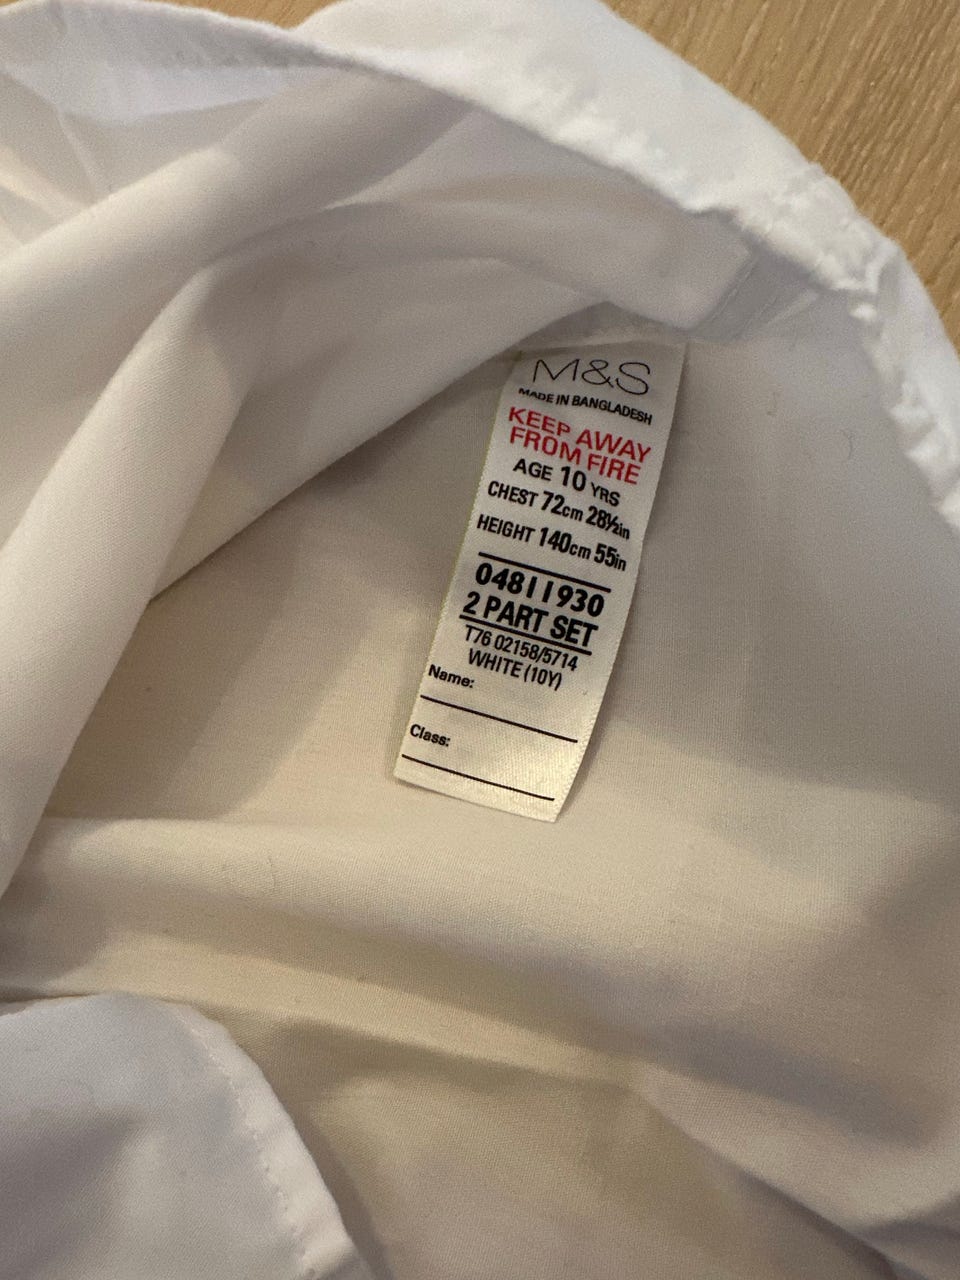 M&S
MADE IN BANGLADESH
KEEP AWAY
FROM FIRE
AGE 10 YRS
CHEST 72cm 28½in
HEIGHT 140cm 55in
04811930
2 PART SET
T76 02158/5714
WHITE (10Y)
Name:
Class: